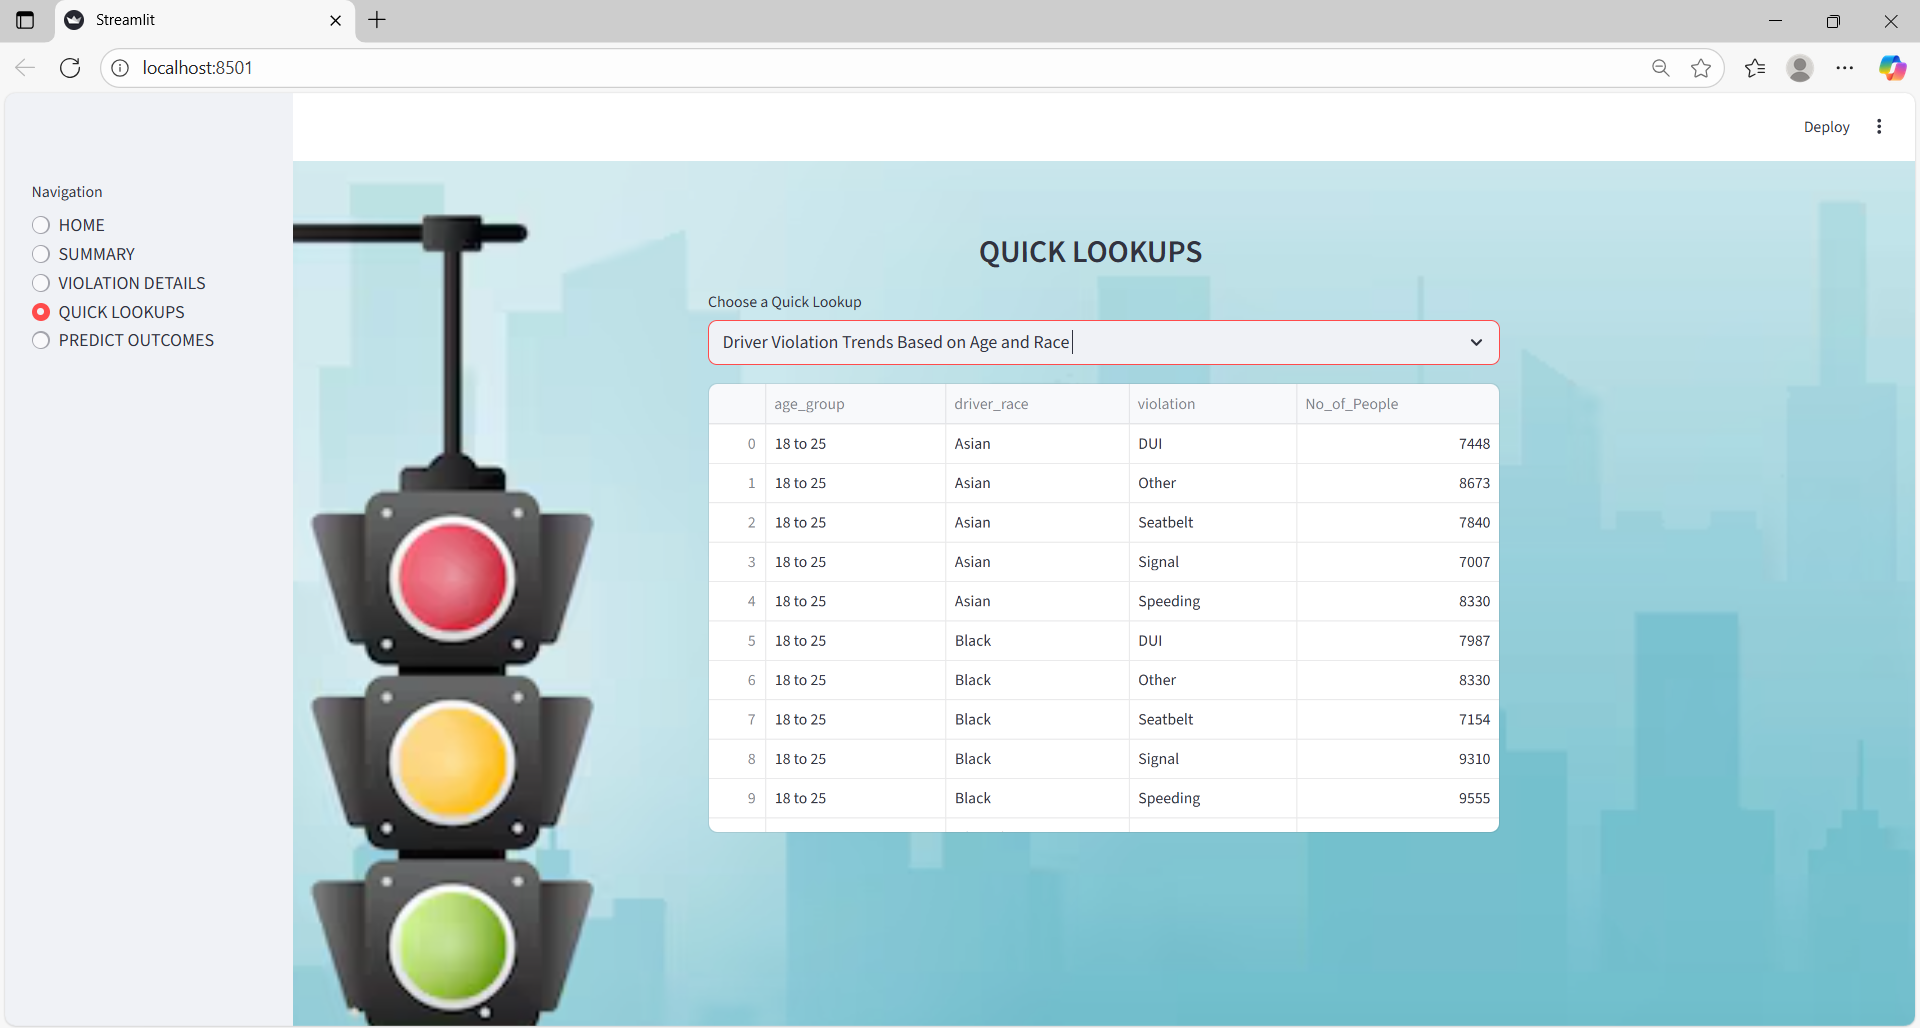 Streamlit
localhost:8501
Deploy
Navigation
HOME
SUMMARY
VIOLATION DETAILS
QUICK LOOKUPS
PREDICT OUTCOMES
QUICK LOOKUPS
Choose a Quick Lookup
Driver Violation Trends Based on Age and Race
age_group driver_race violation No_of_People
0 18 to 25 Asian DUI 7448
1 18 to 25 Asian Other 8673
2 18 to 25 Asian Seatbelt 7840
3 18 to 25 Asian Signal 7007
4 18 to 25 Asian Speeding 8330
5 18 to 25 Black DUI 7987
6 18 to 25 Black Other 8330
7 18 to 25 Black Seatbelt 7154
8 18 to 25 Black Signal 9310
9 18 to 25 Black Speeding 9555